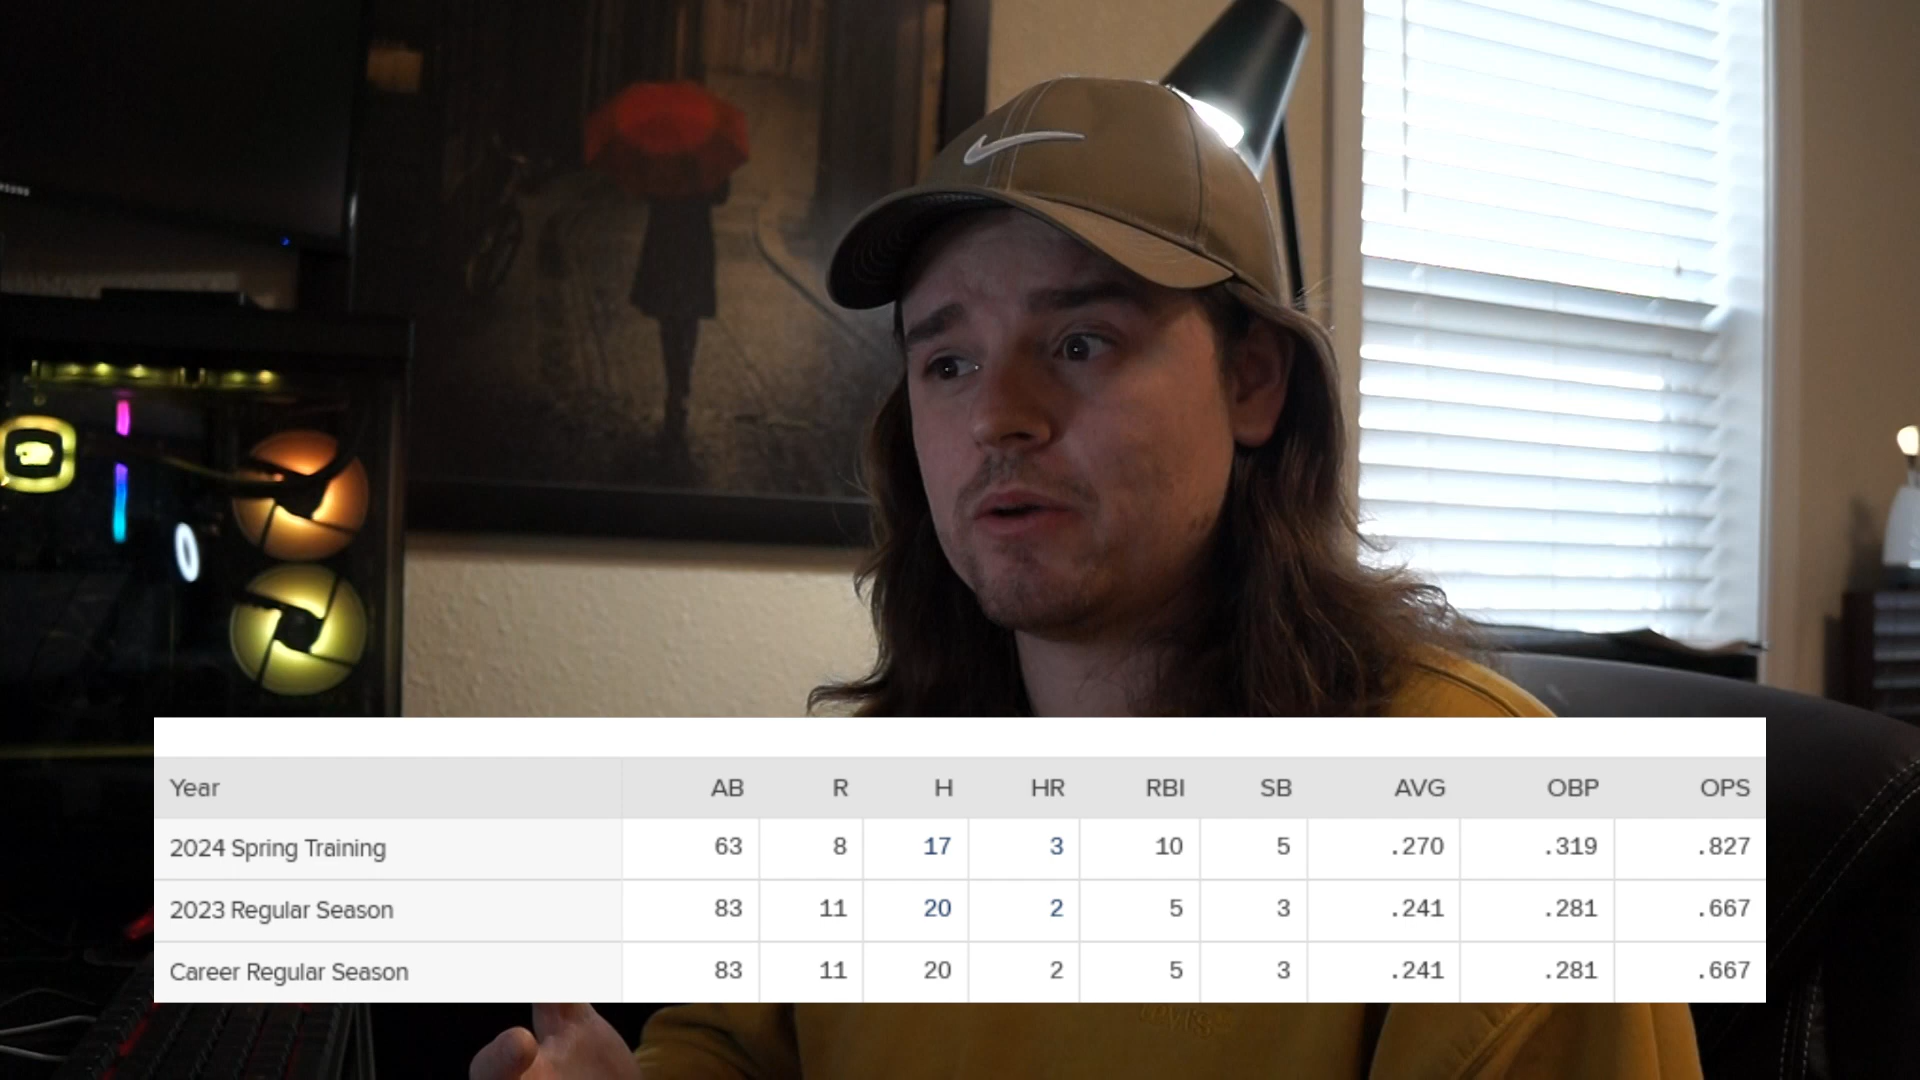 SAMSUNG
Year AB R H HR RBI SB AVG OBP OPS
2024 Spring Training 63 8 17 3 10 5 .270 .319 .827
2023 Regular Season 83 11 20 2 5 3 .241 .281 .667
Career Regular Season 83 11 20 2 5 3 .241 .281 .667
LEVI'S